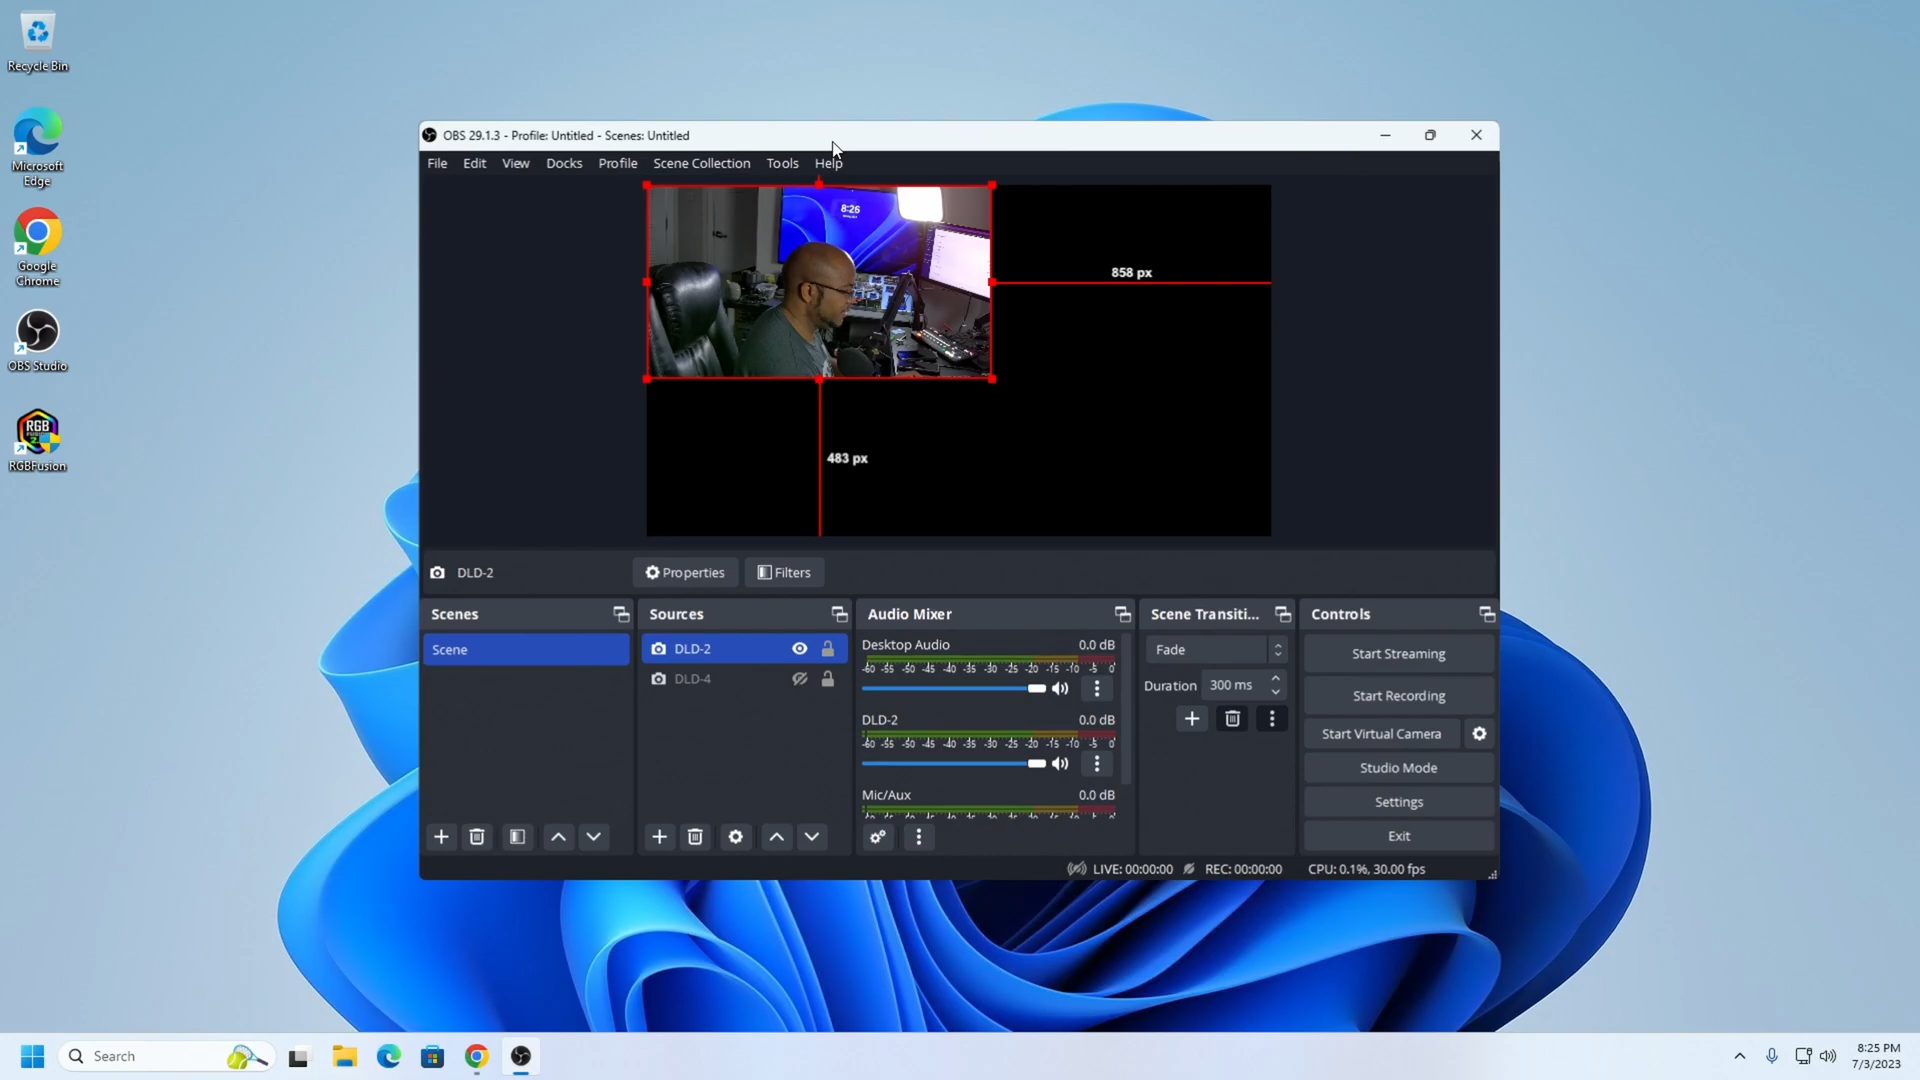 Recycle Bin
Microsoft
Edge
Google
Chrome
OBS Studio
RGB
RGBFusion
OBS 29.1.3 - Profile: Untitled - Scenes: Untitled
File Edit View Docks Profile Scene Collection Tools Help
8:26
858 px
483 px
DLD-2 Properties Filters
Scenes Sources Audio Mixer Scene Transiti... Controls
Scene
DLD-2
DLD-4
Desktop Audio 0.0 dB
-60 -55 -50 -45 -40 -35 -30 -25 -20 -15 -10 -5 0
DLD-2 0.0 dB
-60 -55 -50 -45 -40 -35 -30 -25 -20 -15 -10 -5 0
Mic/Aux 0.0 dB
Fade
Duration 300 ms
Start Streaming
Start Recording
Start Virtual Camera
Studio Mode
Settings
Exit
LIVE: 00:00:00 REC: 00:00:00 CPU: 0.1%, 30.00 fps
Search
8:25 PM
7/3/2023